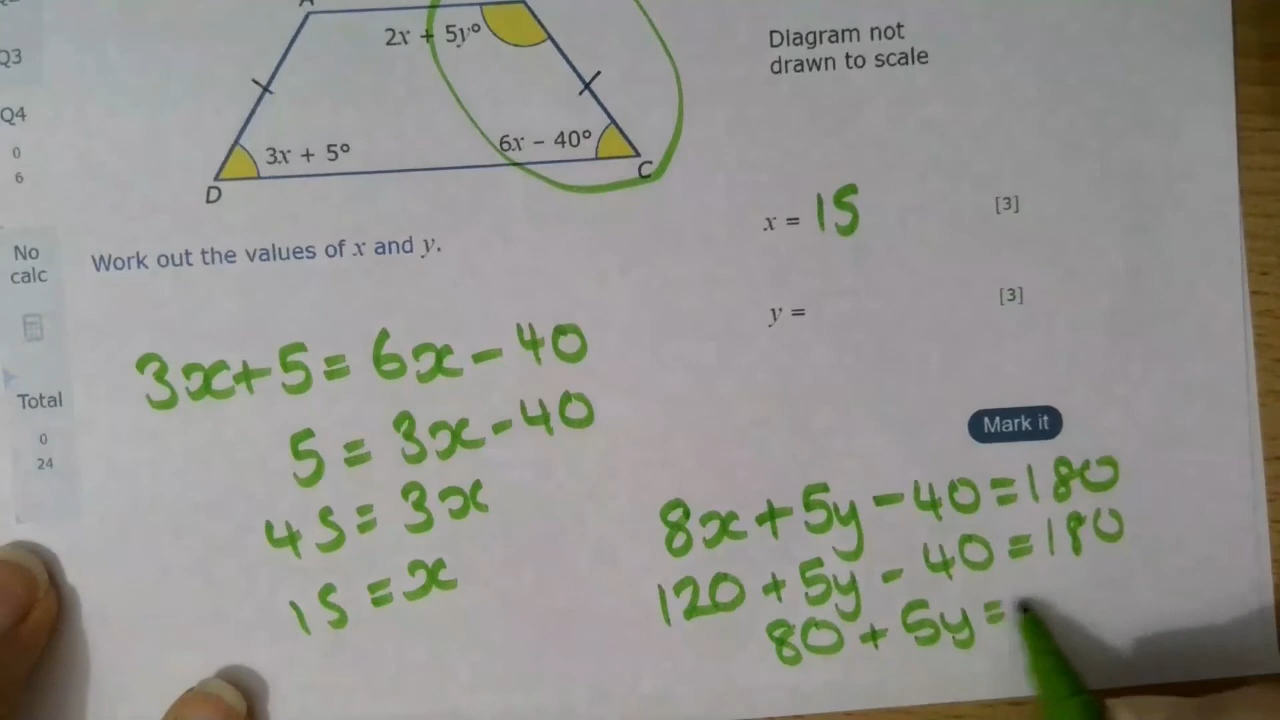 Q3
Q4
0
6
No
calc
Total
0
24
A
2x + 5y°
3x + 5°
6x – 40°
D
C
Diagram not
drawn to scale
Work out the values of x and y.
x = 15
[3]
y =
[3]
Mark it
3x+5 = 6x – 40
5 = 3x – 40
45 = 3x
15 = x
8x + 5y – 40 = 180
120 + 5y – 40 = 180
80 + 5y =